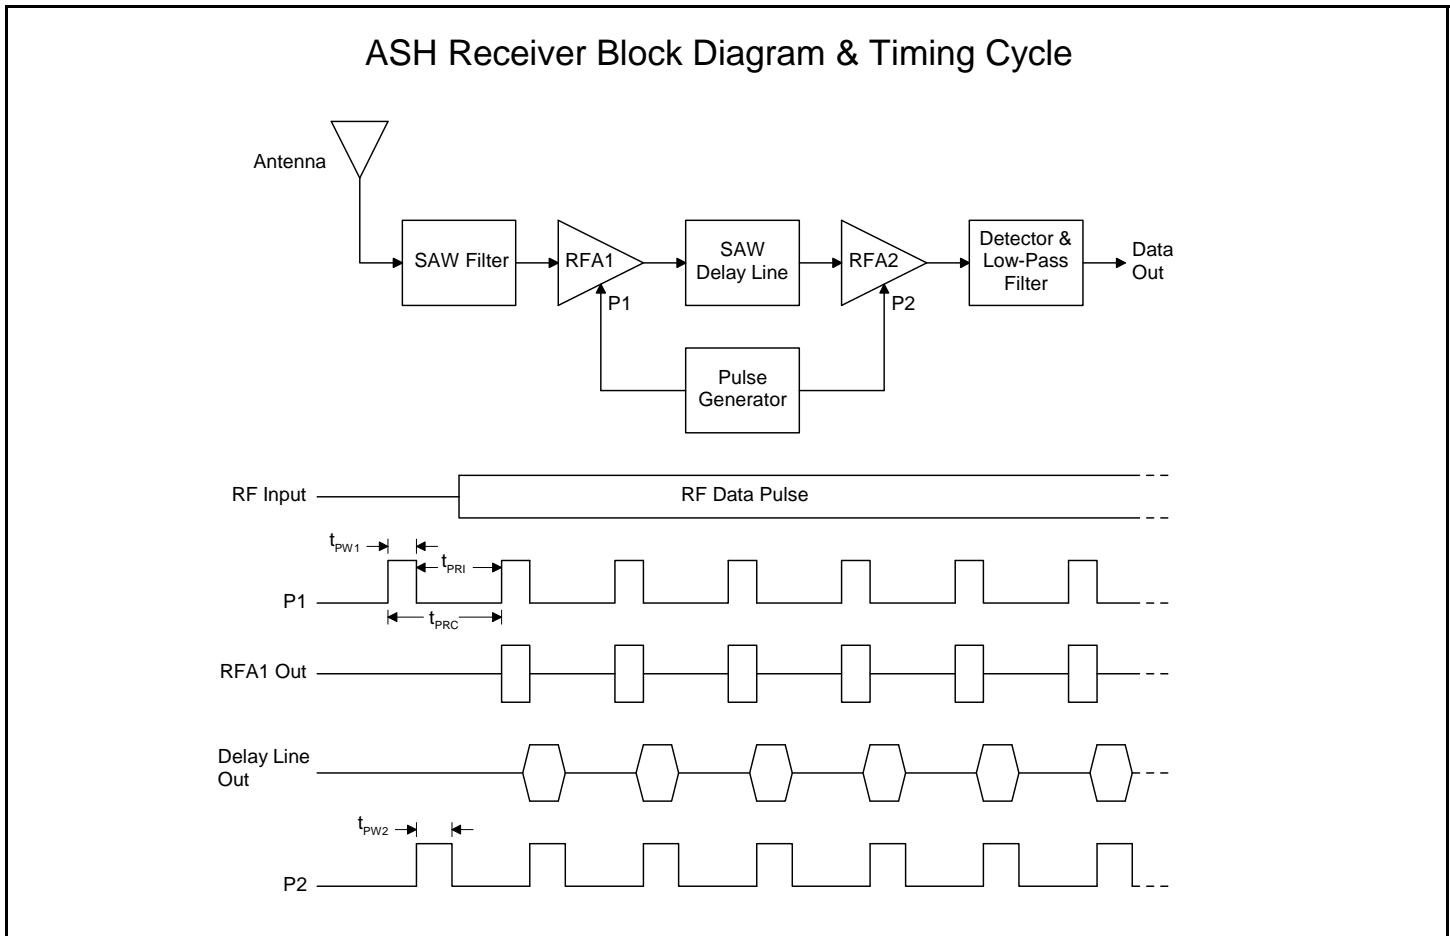 ASH Receiver Block Diagram & Timing Cycle
Antenna
SAW Filter
RFA1
SAW
Delay Line
RFA2
Detector &
Low-Pass
Filter
Data
Out
P1
P2
Pulse
Generator
RF Input
RF Data Pulse
tPW1
tPRI
P1
tPRC
RFA1 Out
Delay Line
Out
tPW2
P2